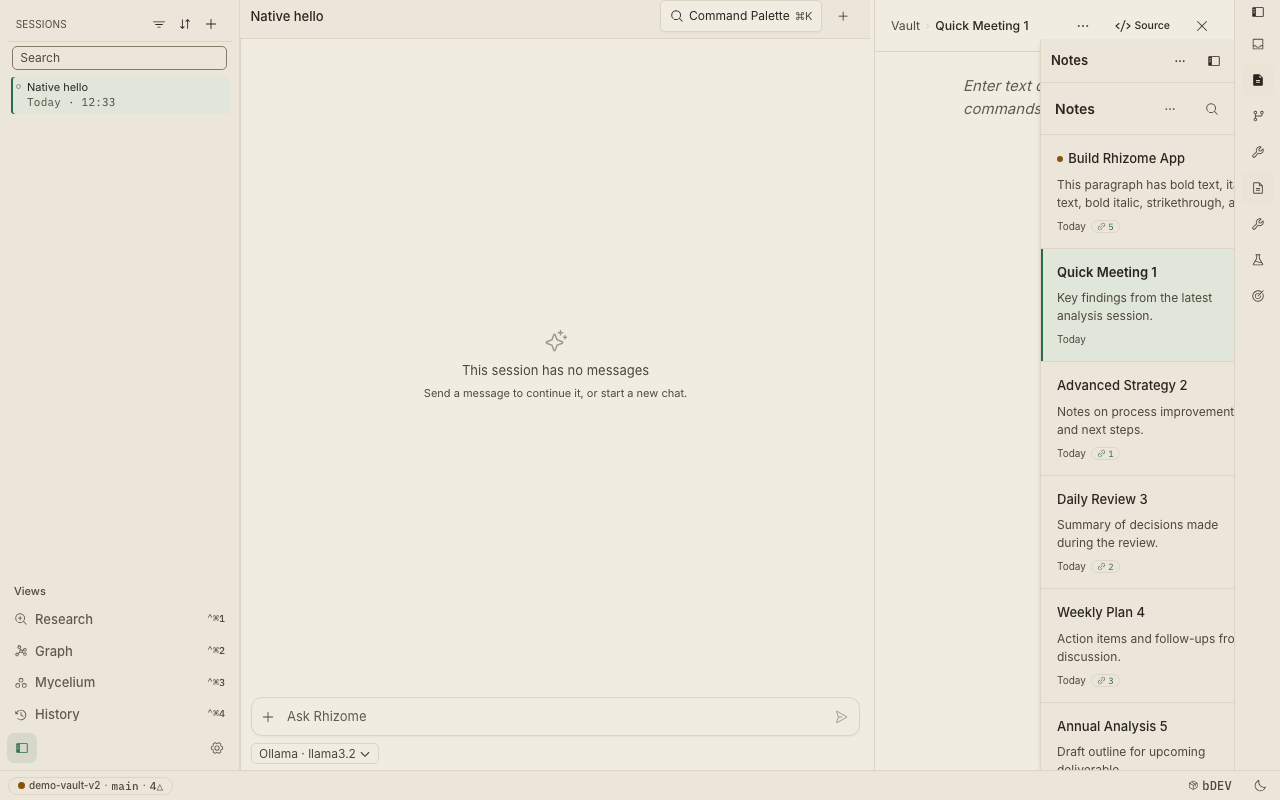 SESSIONS
Search
Native hello
Today · 12:33
Views
Research ^⌘1
Graph ^⌘2
Mycelium ^⌘3
History ^⌘4
Native hello
Command Palette ⌘K
This session has no messages
Send a message to continue it, or start a new chat.
Ask Rhizome
Ollama · llama3.2
Vault › Quick Meeting 1
</> Source
Enter text
commands
Notes
Notes
Build Rhizome App
This paragraph has bold text,
text, bold italic, strikethrough,
Today 5
Quick Meeting 1
Key findings from the latest
analysis session.
Today
Advanced Strategy 2
Notes on process improvement
and next steps.
Today 1
Daily Review 3
Summary of decisions made
during the review.
Today 2
Weekly Plan 4
Action items and follow-ups
discussion.
Today 3
Annual Analysis 5
Draft outline for upcoming
deliverable
demo-vault-v2 · main · 4△
bDEV